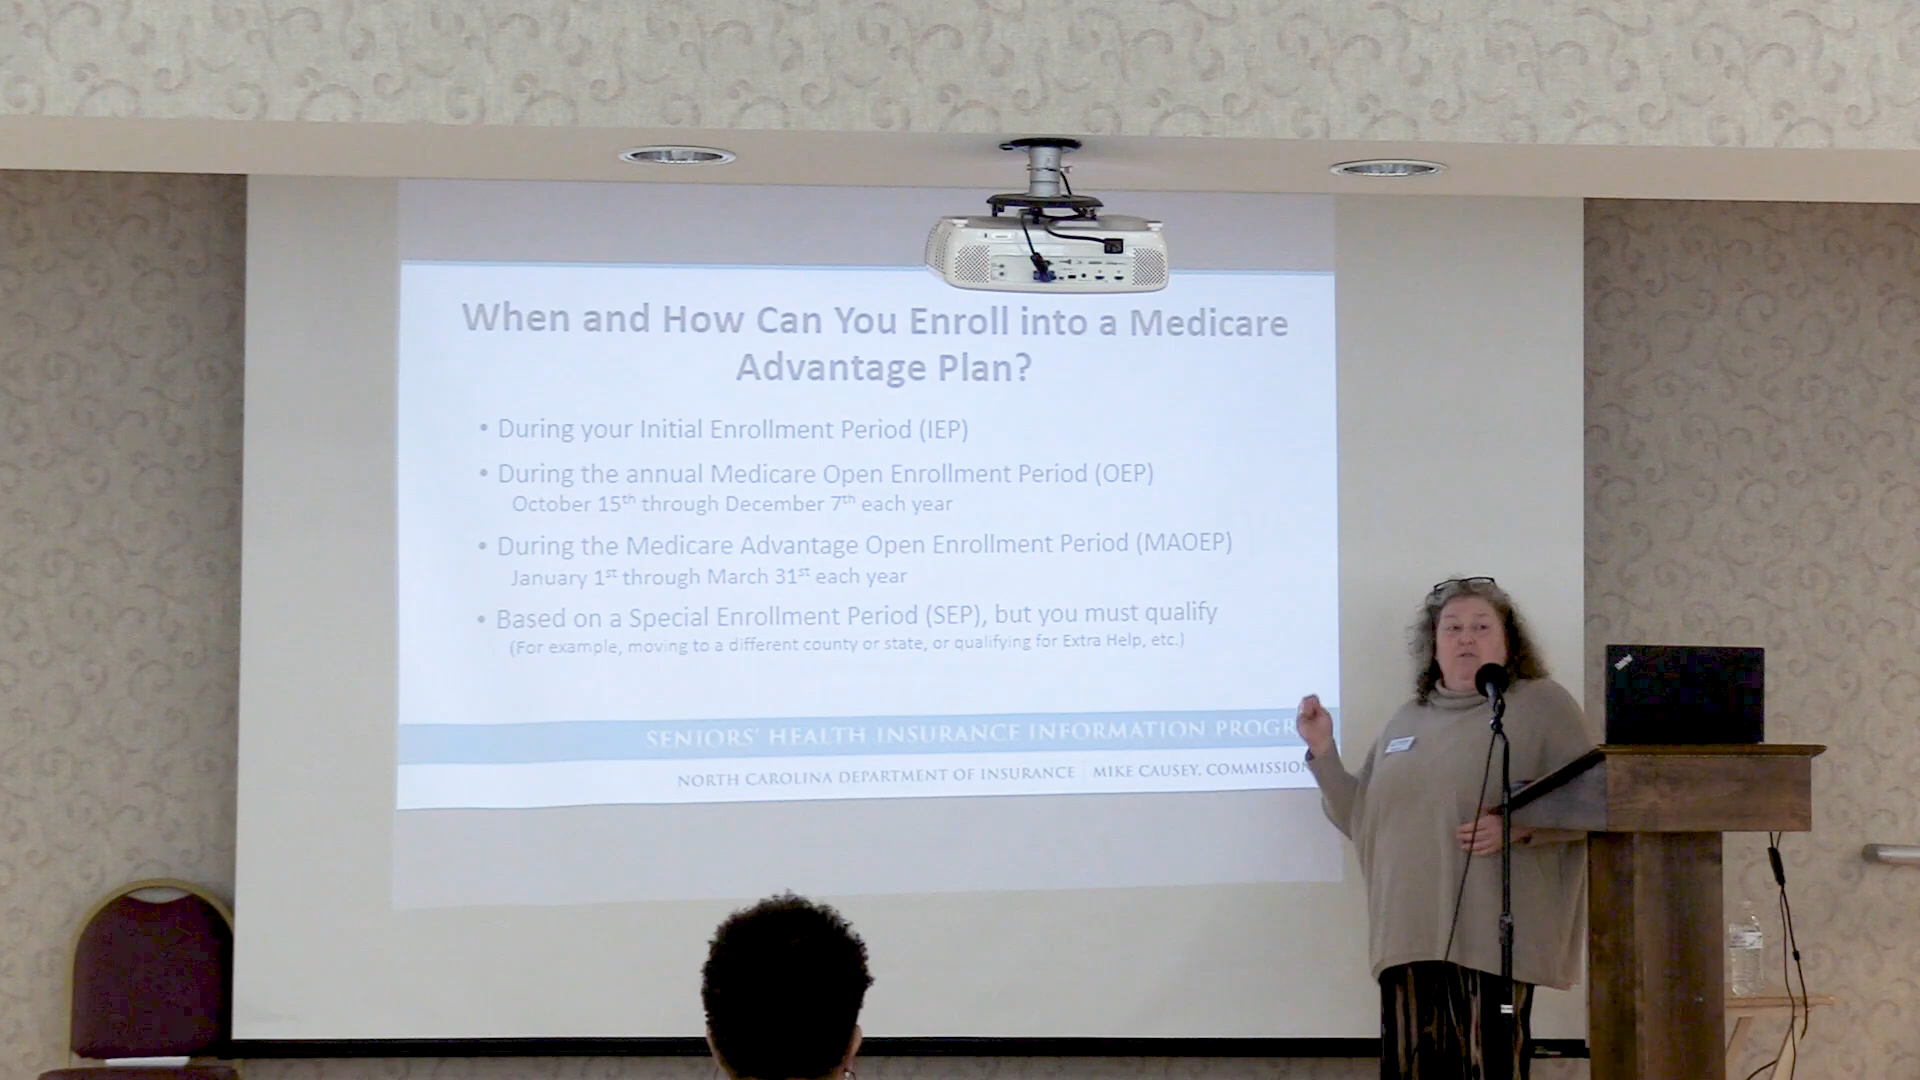 When and How Can You Enroll into a Medicare
Advantage Plan?
• During your Initial Enrollment Period (IEP)
• During the annual Medicare Open Enrollment Period (OEP)
October 15th through December 7th each year
• During the Medicare Advantage Open Enrollment Period (MAOEP)
January 1st through March 31st each year
• Based on a Special Enrollment Period (SEP), but you must qualify
(For example, moving to a different county or state, or qualifying for Extra Help, etc.)
SENIORS' HEALTH INSURANCE INFORMATION PROGR
NORTH CAROLINA DEPARTMENT OF INSURANCE | MIKE CAUSEY, COMMISSION